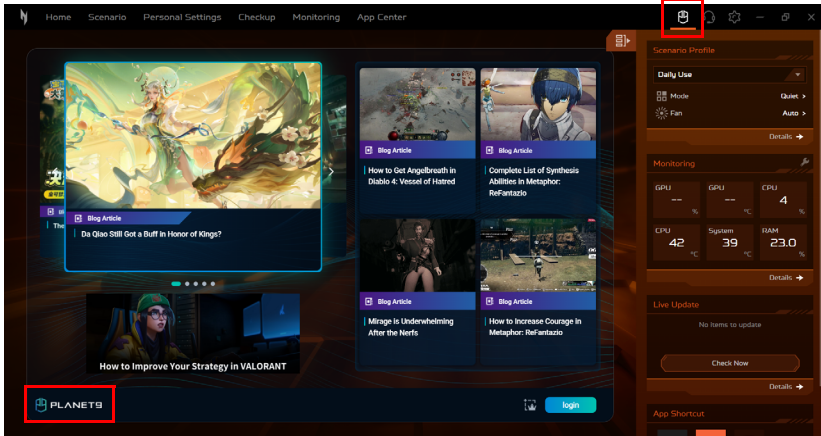 Home Scenario Personal Settings Checkup Monitoring App Center
Blog Article
Da Qiao Still Got a Buff in Honor of Kings?
The
How to Improve Your Strategy in VALORANT
Blog Article
How to Get Angelbreath in
Diablo 4: Vessel of Hatred
Blog Article
Complete List of Synthesis
Abilities in Metaphor:
ReFantazio
Blog Article
Mirage is Underwhelming
After the Nerfs
Blog Article
How to Increase Courage in
Metaphor: ReFantazio
PLANET9
login
Scenario Profile
Daily Use
Mode Quiet >
Fan Auto >
Details →
Monitoring
GPU GPU CPU
-- -- 4
% °C %
CPU System RAM
42 39 23.0
°C °C %
Details →
Live Update
No items to update
Check Now
Details →
App Shortcut